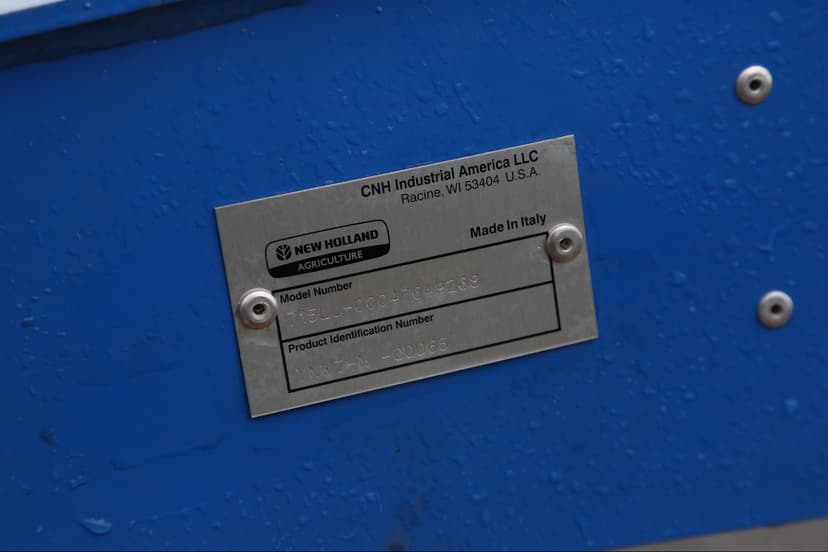 CNH Industrial America LLC
Racine, WI 53404 U.S.A.
NEW HOLLAND
AGRICULTURE
Made In Italy
Model Number
Product Identification Number